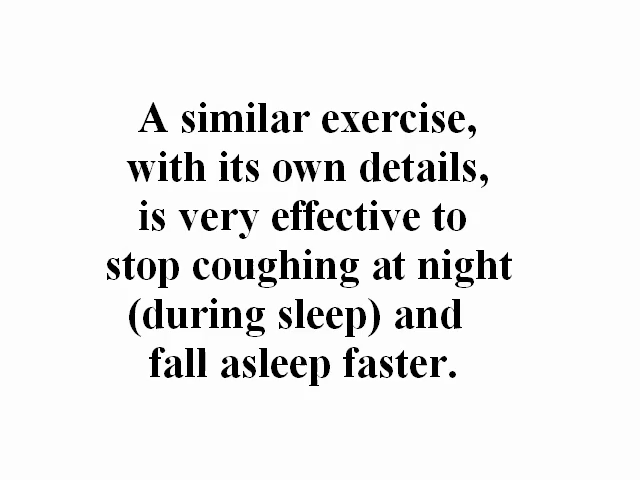 A similar exercise,
with its own details,
is very effective to
stop coughing at night
(during sleep) and
fall asleep faster.